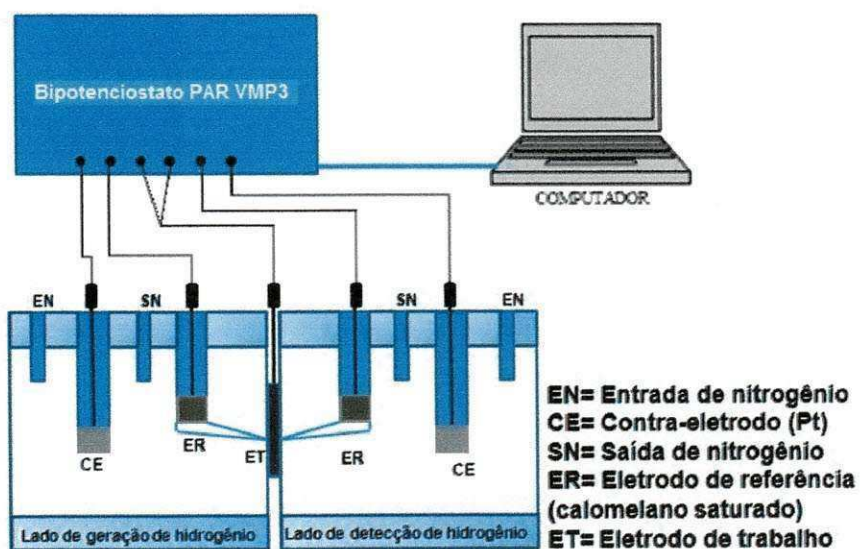 Bipotenciostato PAR VMP3
COMPUTADOR
EN
SN
SN
EN
CE
ER
ET
ER
CE
Lado de geração de hidrogênio
Lado de detecção de hidrogênio
EN= Entrada de nitrogênio
CE= Contra-eletrodo (Pt)
SN= Saída de nitrogênio
ER= Eletrodo de referência
(calomelano saturado)
ET= Eletrodo de trabalho